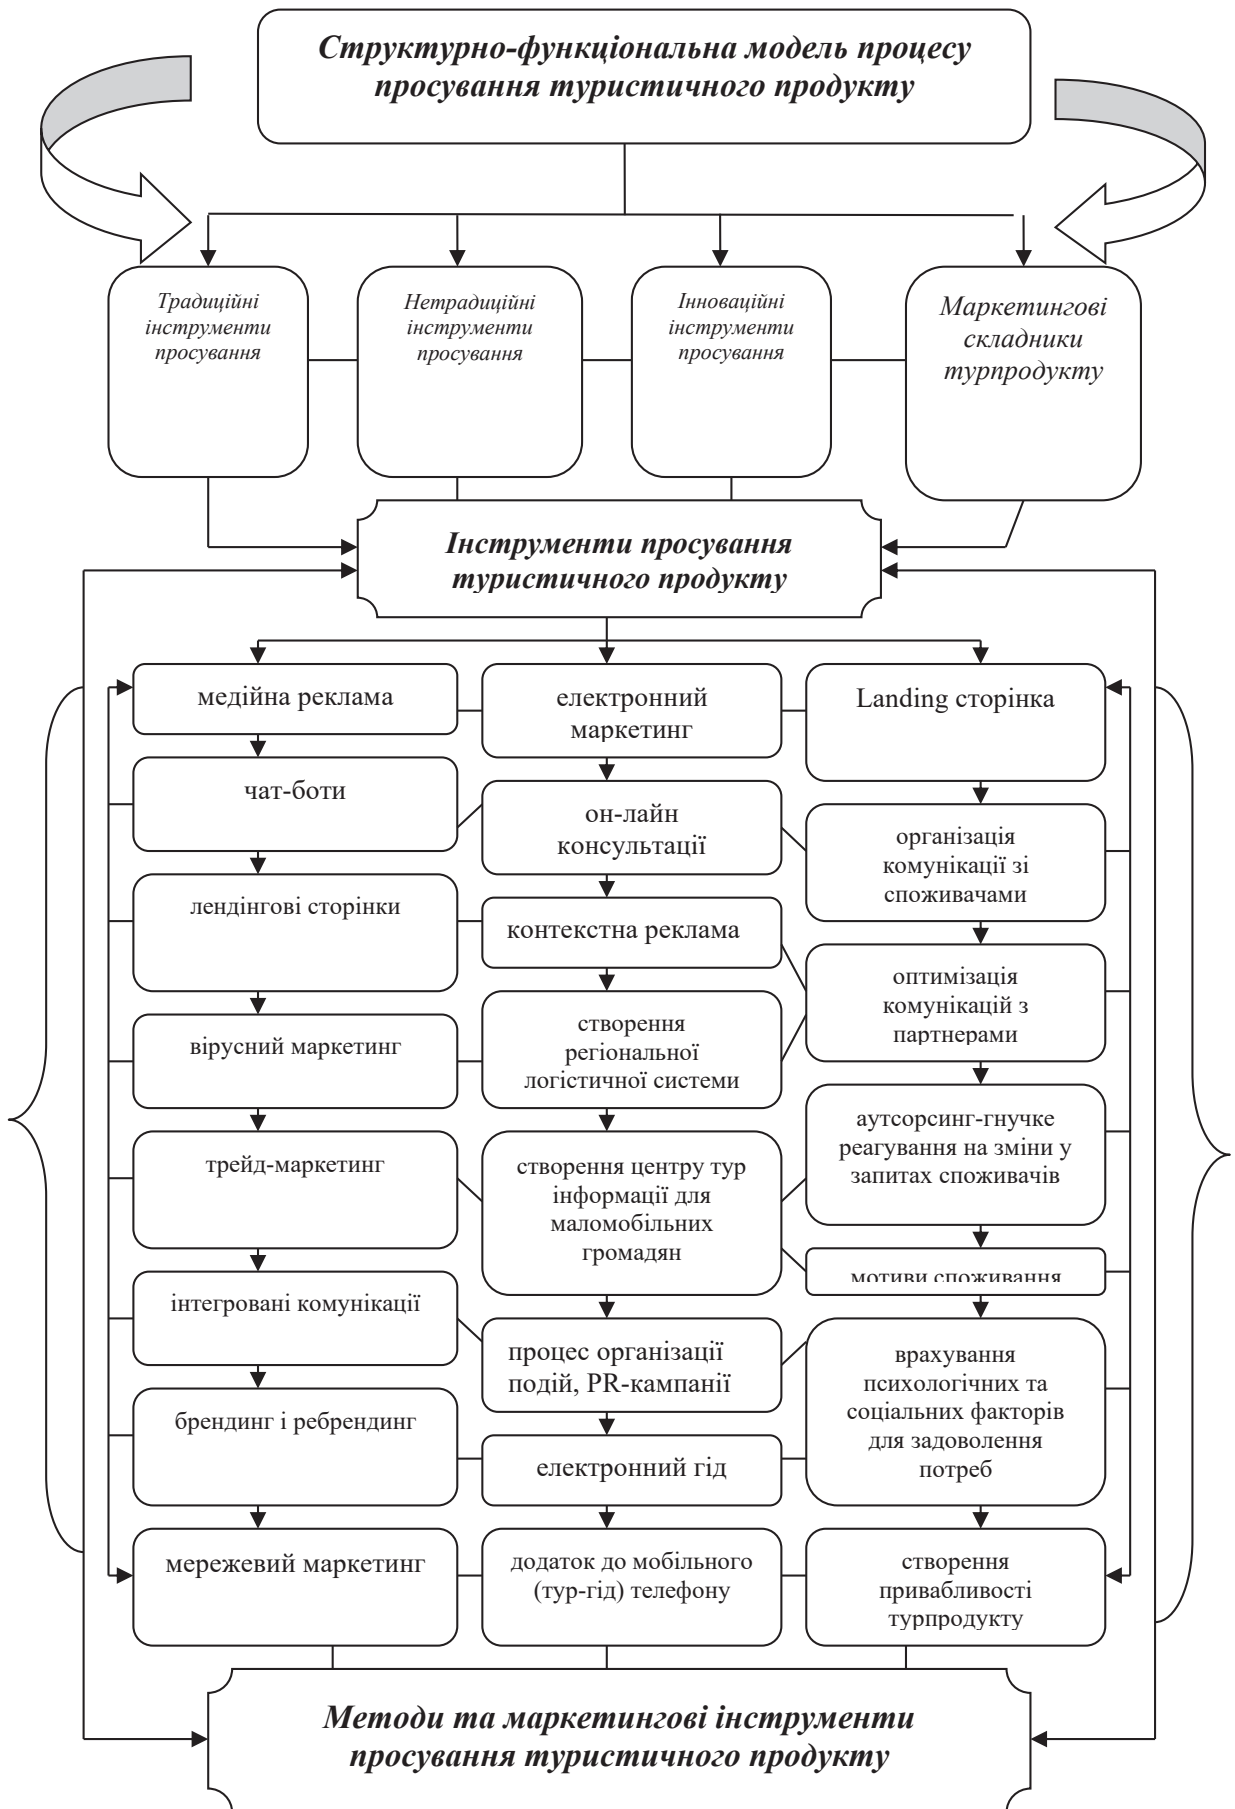 Структурно-функціональна модель процесу
просування туристичного продукту
Традиційні
інструменти
просування
Нетрадиційні
інструменти
просування
Інноваційні
інструменти
просування
Маркетингові
складники
турпродукту
Інструменти просування
туристичного продукту
медійна реклама
чат-боти
лендінгові сторінки
вірусний маркетинг
трейд-маркетинг
інтегровані комунікації
брендинг і ребрендинг
мережевий маркетинг
електронний
маркетинг
он-лайн
консультації
контекстна реклама
створення
регіональної
логістичної системи
створення центру тур
інформації для
маломобільних
громадян
процес організації
подій, PR-кампанії
електронний гід
додаток до мобільного
(тур-гід) телефону
Landing сторінка
організація
комунікації зі
споживачами
оптимізація
комунікацій з
партнерами
аутсорсинг-гнучке
реагування на зміни у
запитах споживачів
мотиви споживання
врахування
психологічних та
соціальних факторів
для задоволення
потреб
створення
привабливості
турпродукту
Методи та маркетингові інструменти
просування туристичного продукту